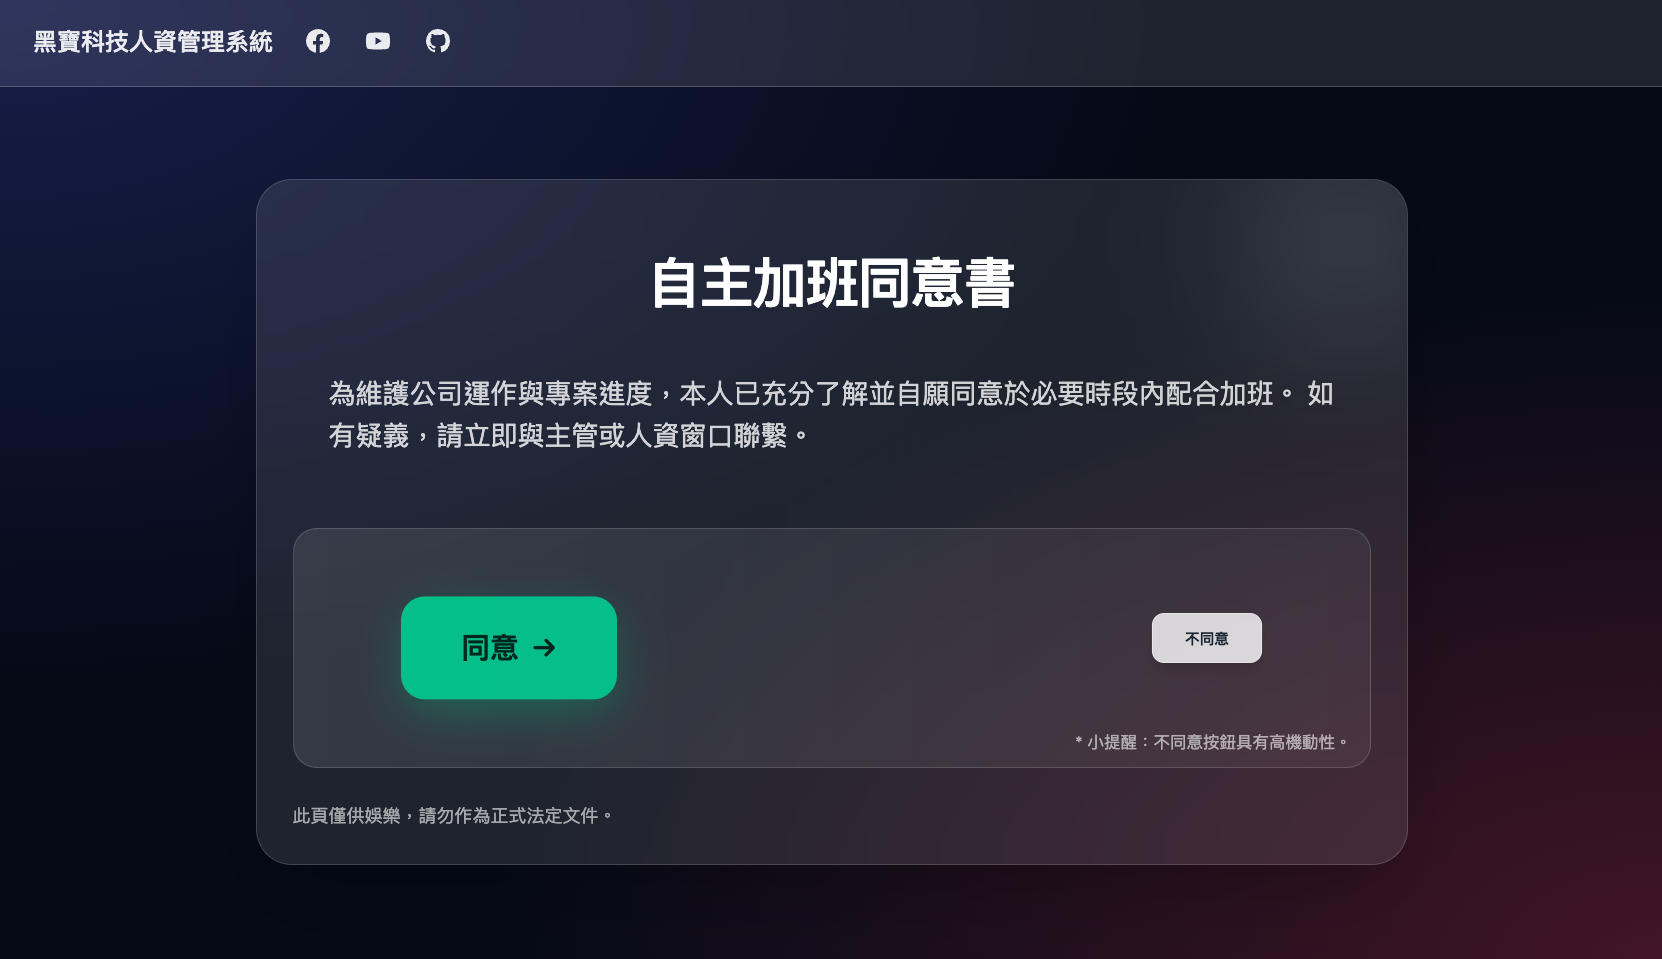 黑寶科技人資管理系統
自主加班同意書
為維護公司運作與專案進度，本人已充分了解並自願同意於必要時段內配合加班。 如
有疑義，請立即與主管或人資窗口聯繫。
同意 →
不同意
* 小提醒：不同意按鈕具有高機動性。
此頁僅供娛樂，請勿作為正式法定文件。